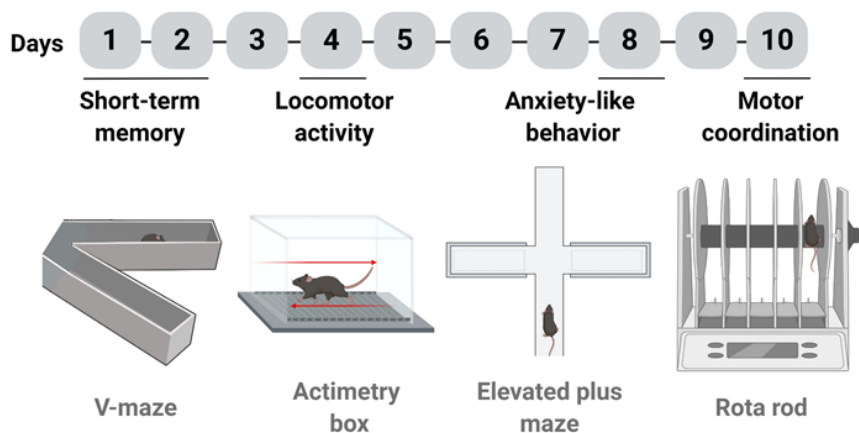 Days 1 2 3 4 5 6 7 8 9 10
Short-term
memory
Locomotor
activity
Anxiety-like
behavior
Motor
coordination
V-maze
Actimetry
box
Elevated plus
maze
Rota rod